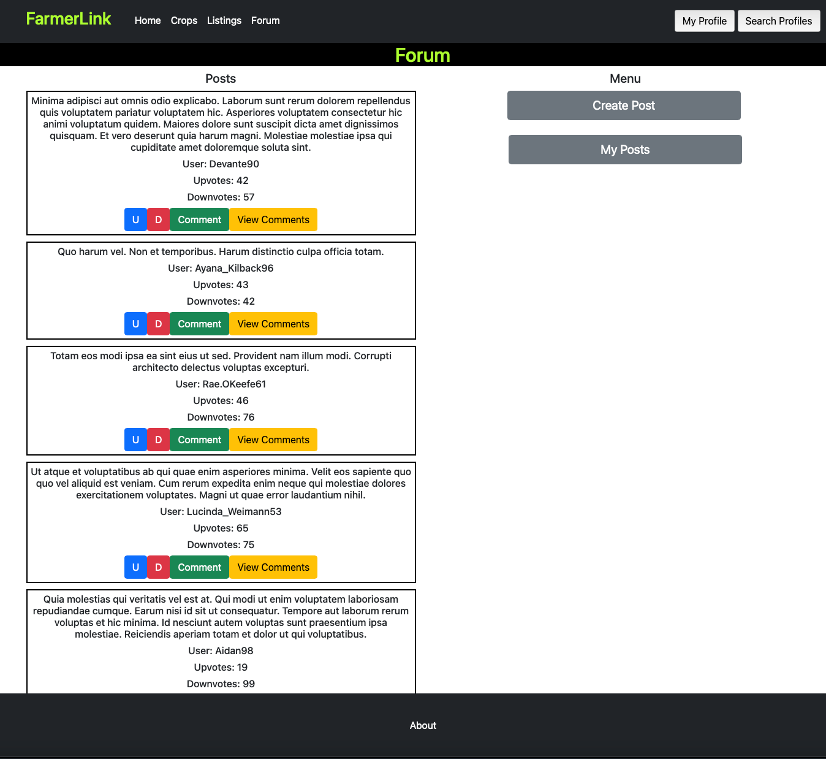 FarmerLink
Home
Crops
Listings
Forum
My Profile
Search Profiles
Forum
Posts
Minima adipisci aut omnis odio explicabo. Laborum sunt rerum dolorem repellendus
quis voluptatem pariatur voluptatem hic. Asperiores voluptatem consectetur hic
animi voluptatum quidem. Maiores dolore sunt suscipit dicta amet dignissimos
quisquam. Et vero deserunt quia harum magni. Molestiae molestiae ipsa qui
cupiditate amet doloremque soluta sint.
User: Devante90
Upvotes: 42
Downvotes: 57
U
D
Comment
View Comments
Quo harum vel. Non et temporibus. Harum distinctio culpa officia totam.
User: Ayana_Kilback96
Upvotes: 43
Downvotes: 42
U
D
Comment
View Comments
Totam eos modi ipsa ea sint eius ut sed. Provident nam illum modi. Corrupti
architecto delectus voluptas excepturi.
User: Rae.OKeefe61
Upvotes: 46
Downvotes: 76
U
D
Comment
View Comments
Ut atque et voluptatibus ab qui quae enim asperiores minima. Velit eos sapiente quo
quo vel aliquid est veniam. Cum rerum expedita enim neque qui molestiae dolores
exercitationem voluptates. Magni ut quae error laudantium nihil.
User: Lucinda_Weimann53
Upvotes: 65
Downvotes: 75
U
D
Comment
View Comments
Quia molestias qui veritatis vel est at. Qui modi ut enim voluptatem laboriosam
repudiandae cumque. Earum nisi id sit ut consequatur. Tempore aut laborum rerum
voluptas et hic minima. Id nesciunt autem voluptas sunt praesentium ipsa
molestiae. Reiciendis aperiam totam et dolor ut qui voluptatibus.
User: Aidan98
Upvotes: 19
Downvotes: 99
Menu
Create Post
My Posts
About